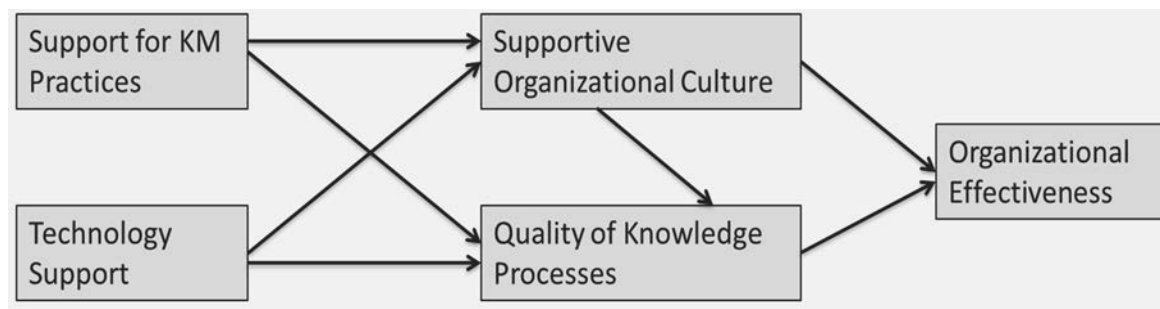 Support for KM
Practices
Supportive
Organizational Culture
Organizational
Effectiveness
Technology
Support
Quality of Knowledge
Processes